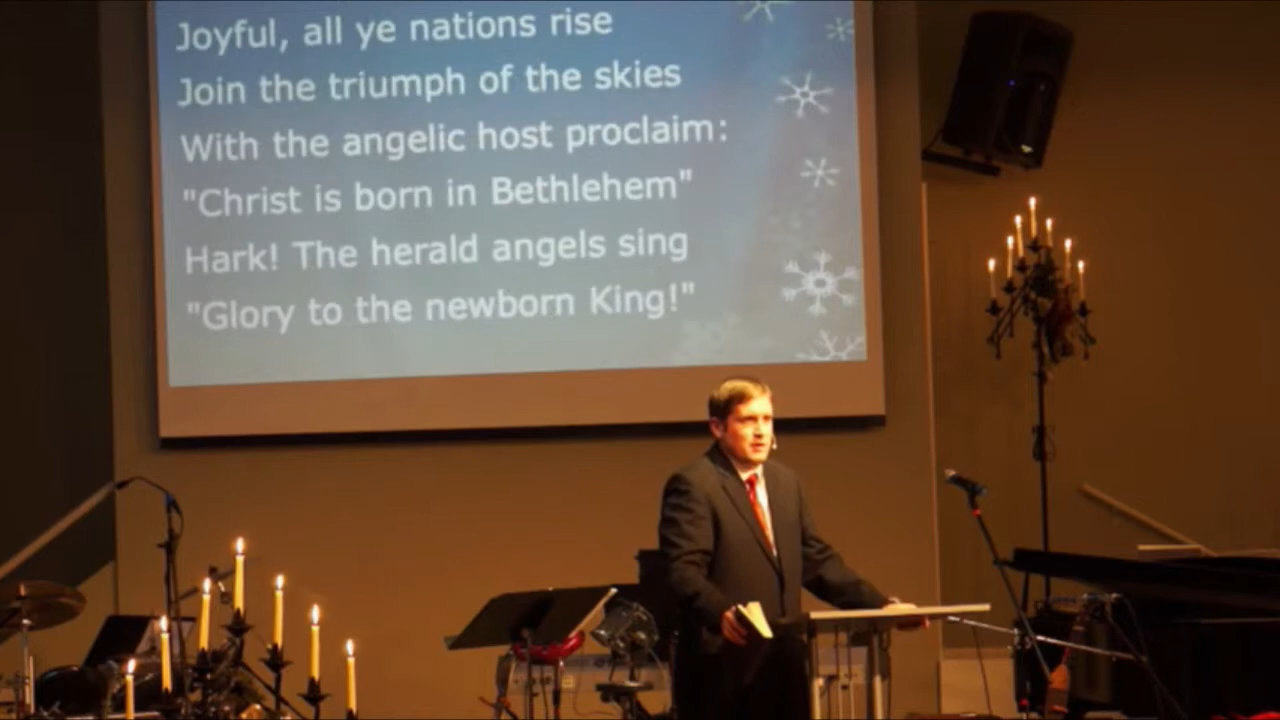 Joyful, all ye nations rise
Join the triumph of the skies
With the angelic host proclaim:
"Christ is born in Bethlehem"
Hark! The herald angels sing
"Glory to the newborn King!"